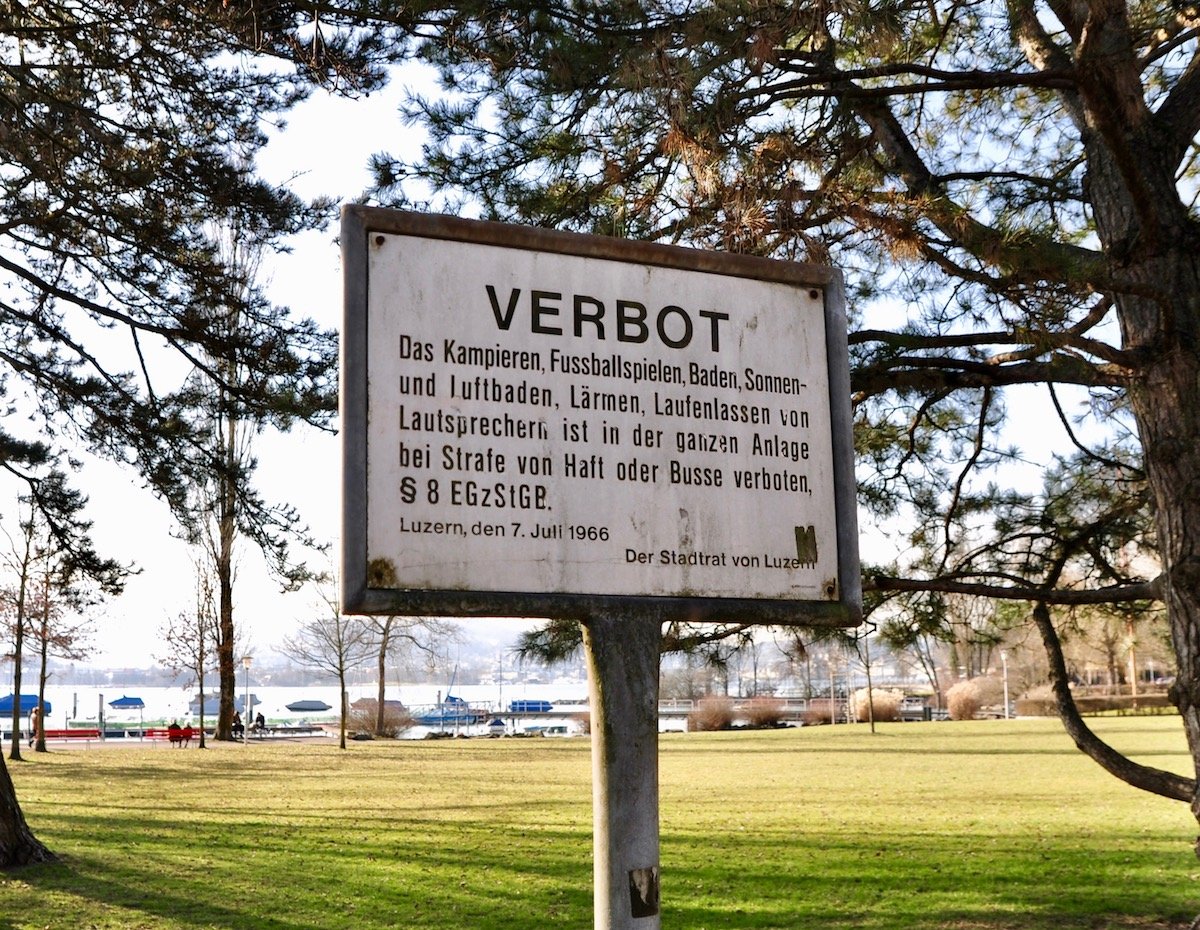 VERBOT
Das Kampieren, Fussballspielen, Baden, Sonnen-
und Luftbaden, Lärmen, Laufenlassen von
Lautsprechern ist in der ganzen Anlage
bei Strafe von Haft oder Busse verboten,
§ 8 EGzStGB.
Luzern, den 7. Juli 1966
Der Stadtrat von Luzern